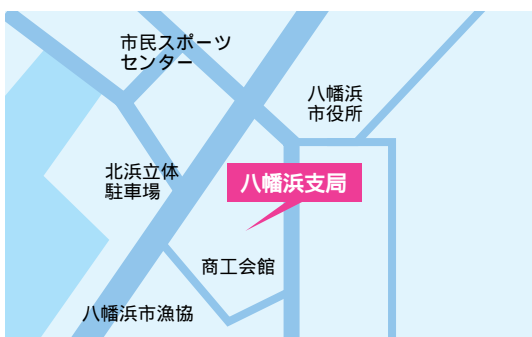 市民スポーツ
センター
八幡浜
市役所
北浜立体
駐車場
八幡浜支局
商工会館
八幡浜市漁協